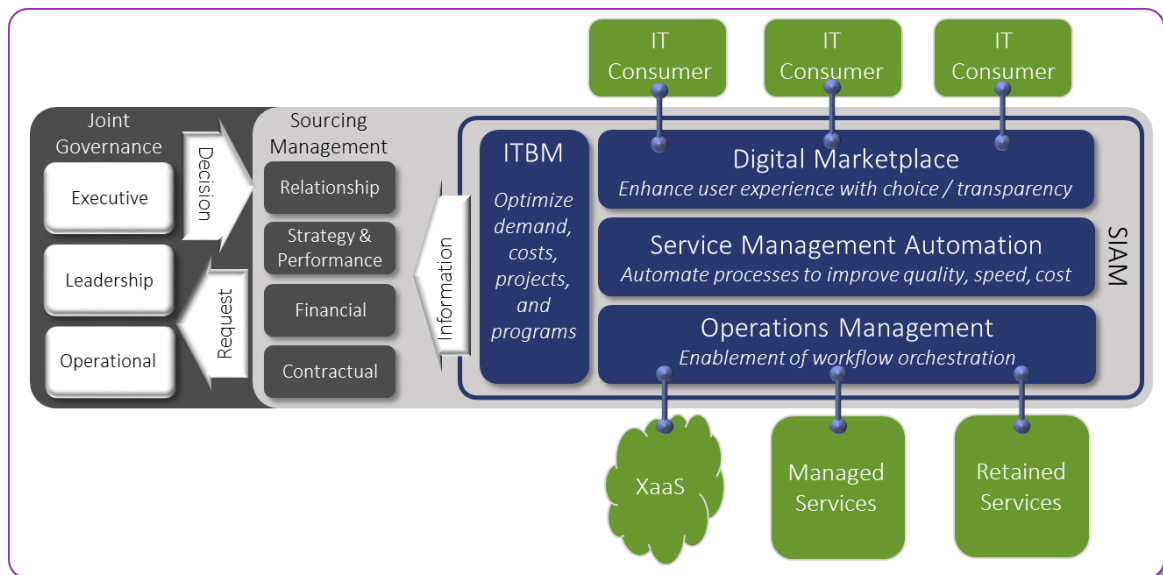 IT
Consumer
IT
Consumer
IT
Consumer
Joint
Governance
Executive
Leadership
Operational
Decision
Request
Sourcing
Management
Relationship
Strategy &
Performance
Financial
Contractual
Information
ITBM
Optimize
demand,
costs,
projects,
and
programs
Digital Marketplace
Enhance user experience with choice / transparency
Service Management Automation
Automate processes to improve quality, speed, cost
Operations Management
Enablement of workflow orchestration
SIAM
XaaS
Managed
Services
Retained
Services